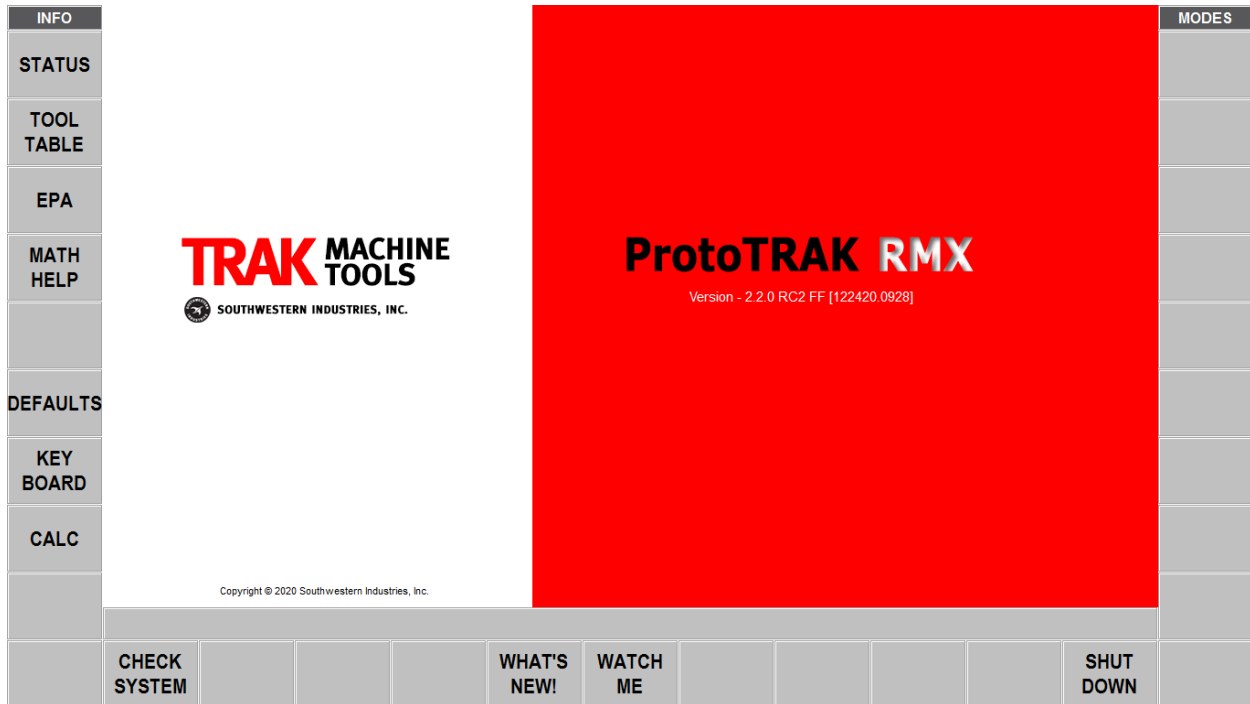 INFO
STATUS
TOOL
TABLE
EPA
MATH
HELP
DEFAULTS
KEY
BOARD
CALC
TRAK MACHINE
TOOLS
SOUTHWESTERN INDUSTRIES, INC.
Copyright © 2020 Southwestern Industries, Inc.
ProtoTRAK RMX
Version - 2.2.0 RC2 FF [122420.0928]
MODES
CHECK
SYSTEM
WHAT'S
NEW!
WATCH
ME
SHUT
DOWN